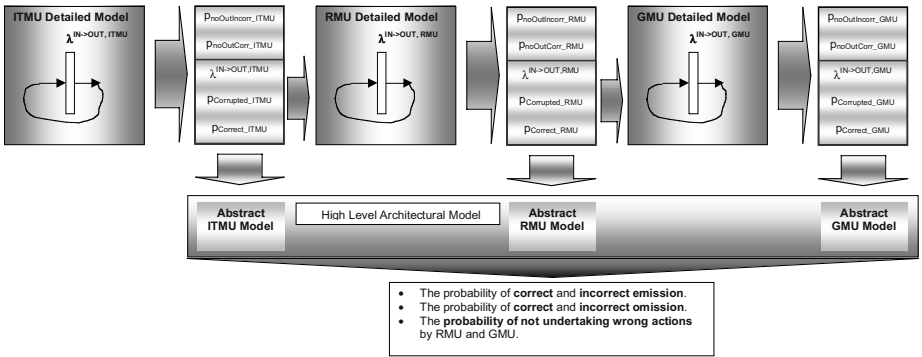 ITMU Detailed Model
λIN->OUT, ITMU
pnoOutIncorr_ITMU
pnoOutCorr_ITMU
λIN->OUT,ITMU
pCorrupted_ITMU
pCorrect_ITMU
RMU Detailed Model
λIN->OUT, RMU
pnoOutIncorr_RMU
pnoOutCorr_RMU
λIN->OUT,RMU
pCorrupted_RMU
pCorrect_RMU
GMU Detailed Model
λIN->OUT, GMU
pnoOutIncorr_GMU
pnoOutCorr_GMU
λIN->OUT,GMU
pCorrupted_GMU
pCorrect_GMU
Abstract
ITMU Model
High Level Architectural Model
Abstract
RMU Model
Abstract
GMU Model
• The probability of correct and incorrect emission.
• The probability of correct and incorrect omission.
• The probability of not undertaking wrong actions
by RMU and GMU.